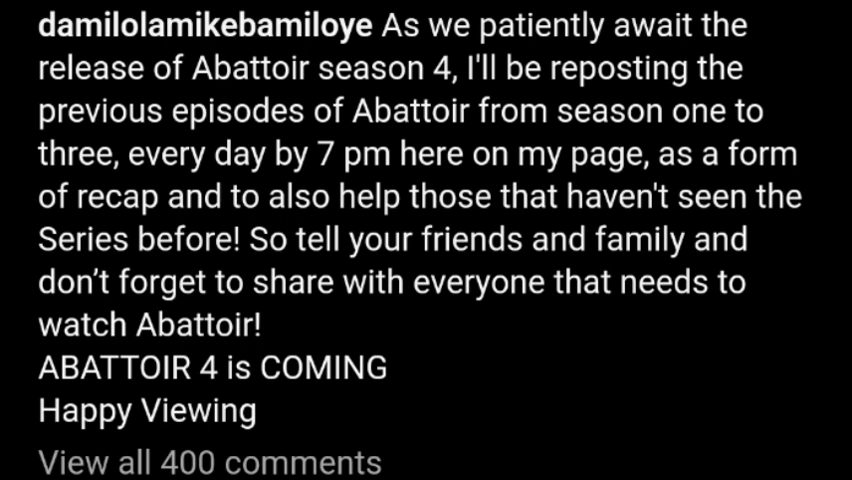 damilolamikebamiloye As we patiently await the
release of Abattoir season 4, I'll be reposting the
previous episodes of Abattoir from season one to
three, every day by 7 pm here on my page, as a form
of recap and to also help those that haven't seen the
Series before! So tell your friends and family and
don’t forget to share with everyone that needs to
watch Abattoir!
ABATTOIR 4 is COMING
Happy Viewing
View all 400 comments